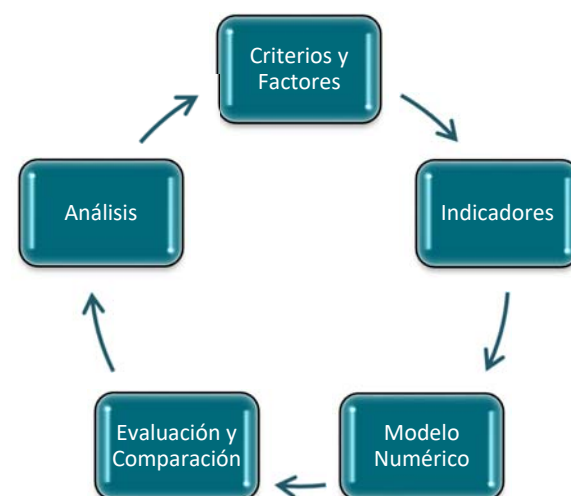 Criterios y
Factores
Indicadores
Modelo
Numérico
Evaluación y
Comparación
Análisis